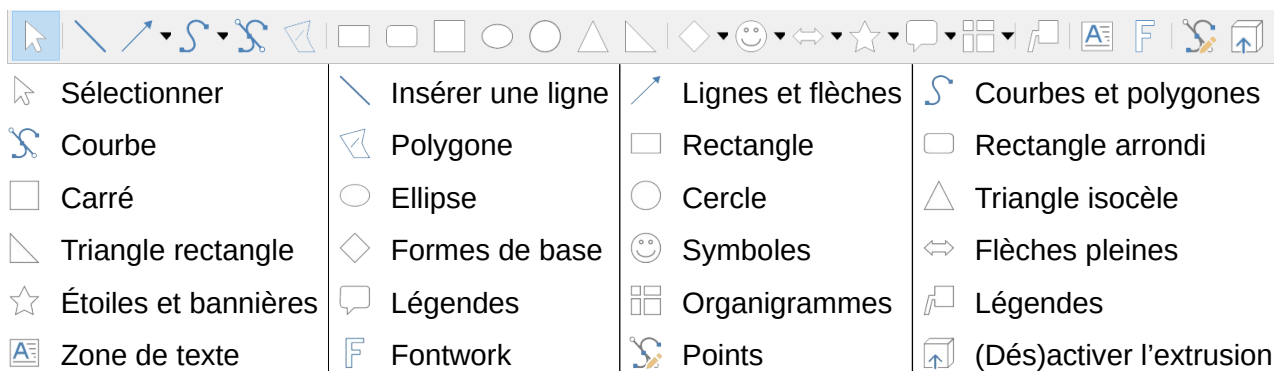 Sélectionner
Insérer une ligne
Lignes et flèches
Courbes et polygones
Courbe
Polygone
Rectangle
Rectangle arrondi
Carré
Ellipse
Cercle
Triangle isocèle
Triangle rectangle
Formes de base
Symboles
Flèches pleines
Étoiles et bannières
Légendes
Organigrammes
Légendes
Zone de texte
Fontwork
Points
(Dés)activer l’extrusion